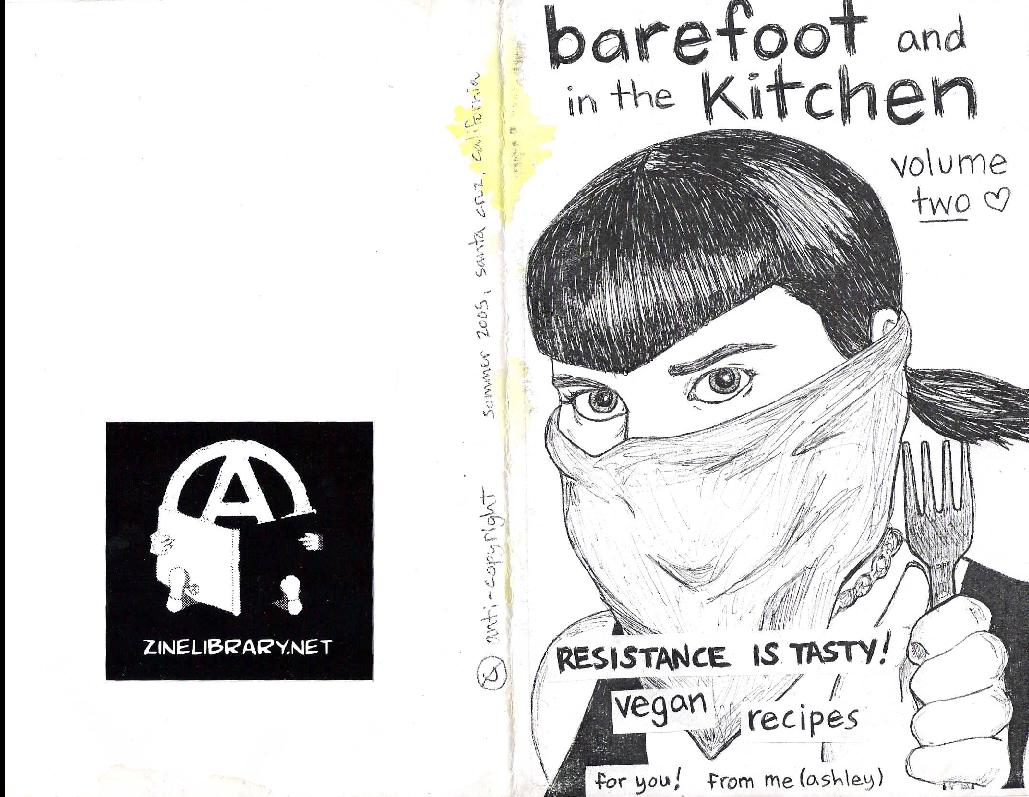 barefoot and
in the Kitchen
volume
two ♡
RESISTANCE IS TASTY!
vegan
recipes
for you! from me (ashley)
anti-copyright summer 2005, santa cruz, california
A
ZINELIBRARY.NET